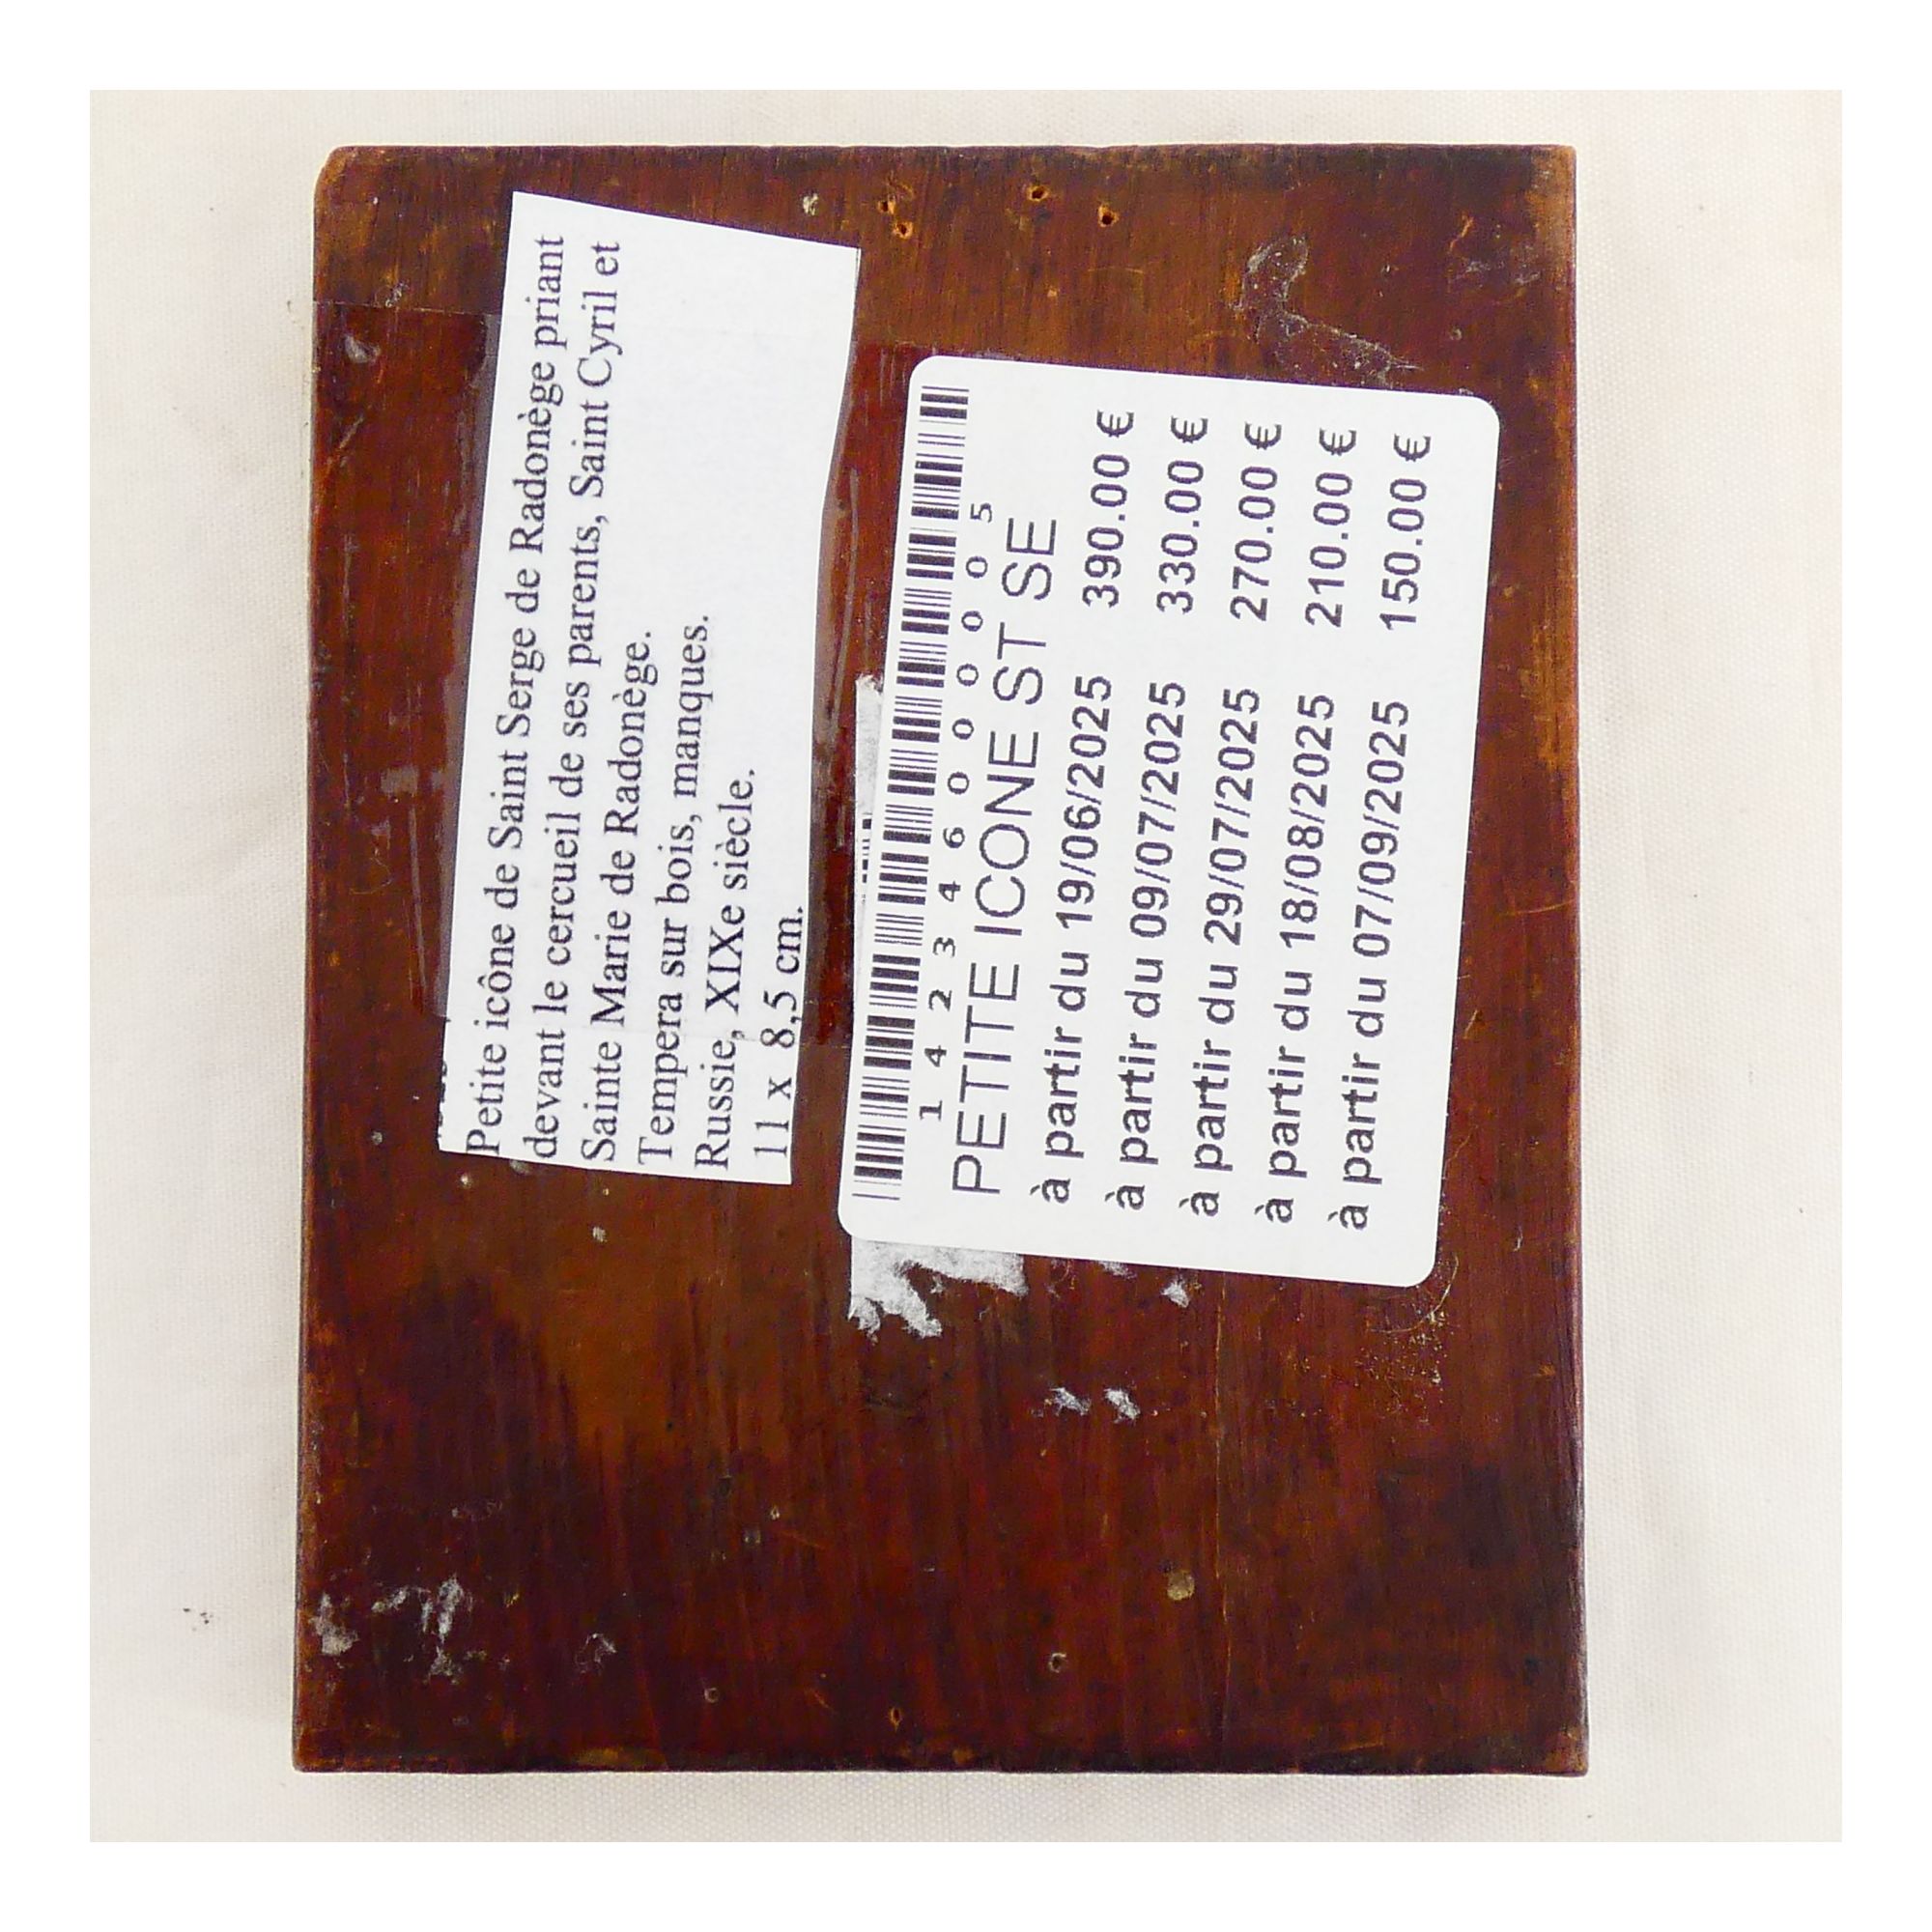 Petite icône de Saint Serge de Radonège priant
devant le cercueil de ses parents, Saint Cyril et
Sainte Marie de Radonège.
Tempera sur bois, manques.
Russie, XIXe siècle.
11 x 8,5 cm.
1 4 2 3 4 6 0 0 0 0 0 5
PETITE ICONE ST SE
à partir du 19/06/2025 390.00 €
à partir du 09/07/2025 330.00 €
à partir du 29/07/2025 270.00 €
à partir du 18/08/2025 210.00 €
à partir du 07/09/2025 150.00 €